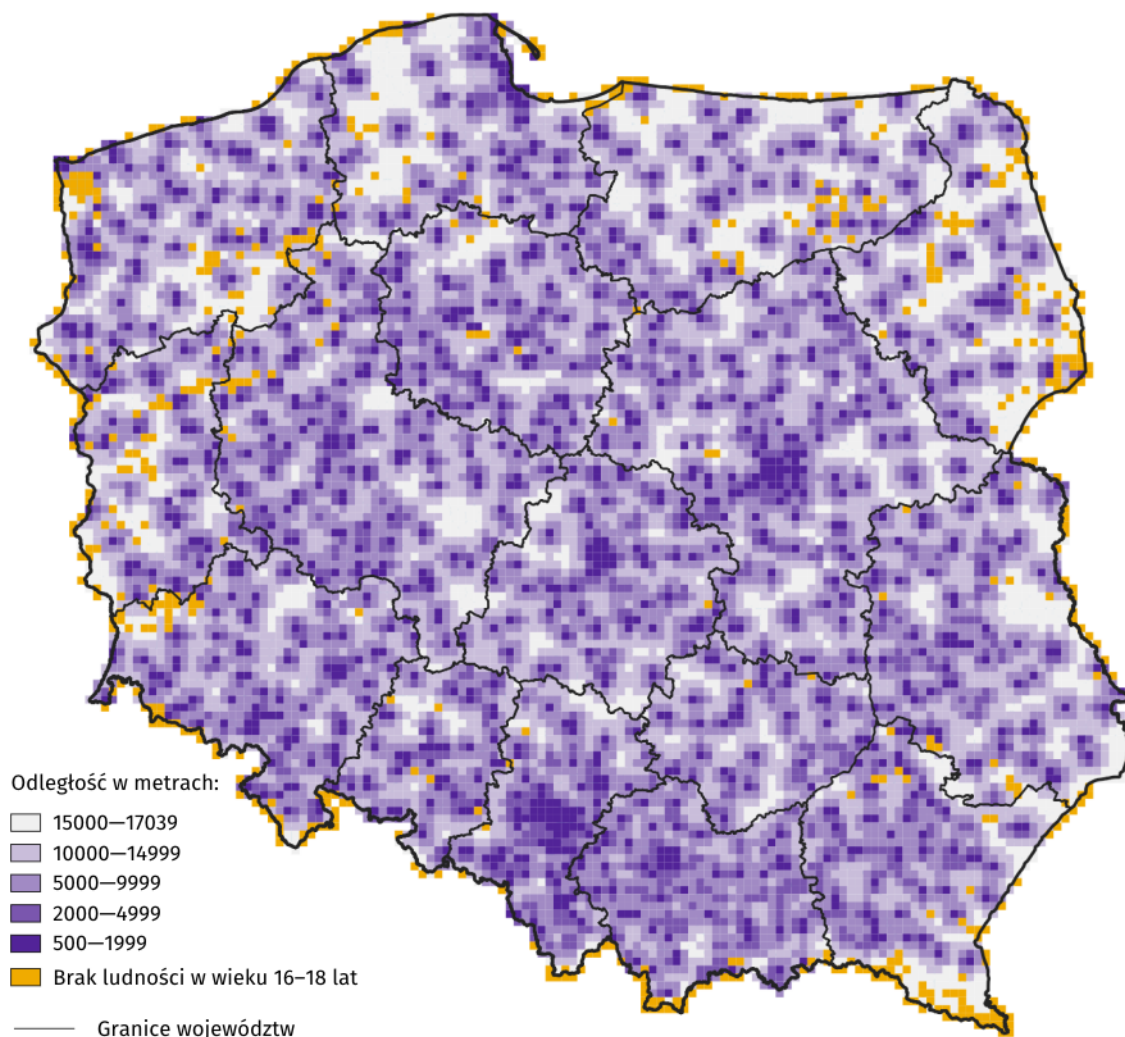 Odległość w metrach:
15000—17039
10000—14999
5000—9999
2000—4999
500—1999
Brak ludności w wieku 16–18 lat
Granice województw